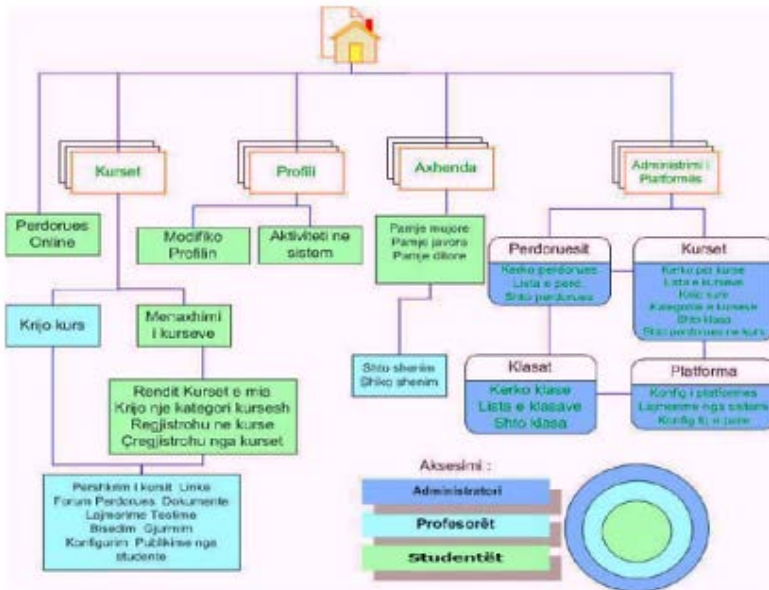 Kurset
Profili
Axhenda
Administrimi i
Platformës
Perdorues
Online
Modifiko
Profilin
Aktiviteti ne
sistem
Pamje mujore
Pamje javore
Pamje ditore
Perdoruesit
Kerko perdorues
Lista e perd.
Shto perdorues
Kurset
Kerko per kurse
Lista e kurseve
Krijo kurs
Kategorite e kurseve
Shto klasa
Shto perdorues ne kurs
Krijo kurs
Menaxhimi
i kurseve
Shto shenim
Shiko shenim
Klasat
Kerko klase
Lista e klasave
Shto klasa
Platforma
Konfig i platformes
Lajmerime nga sistemi
Konfig
Rendit Kurset e mia
Krijo nje kategori kursesh
Regjistrohu ne kurse
Çregjistrohu nga kurset
Pershkrim i kursit Linke
Forum Perdorues Dokumente
Lajmerime Testime
Bisedim Gjurmim
Konfigurim Publikime nga
studente
Aksesimi :
Administratori
Profesorët
Studentët